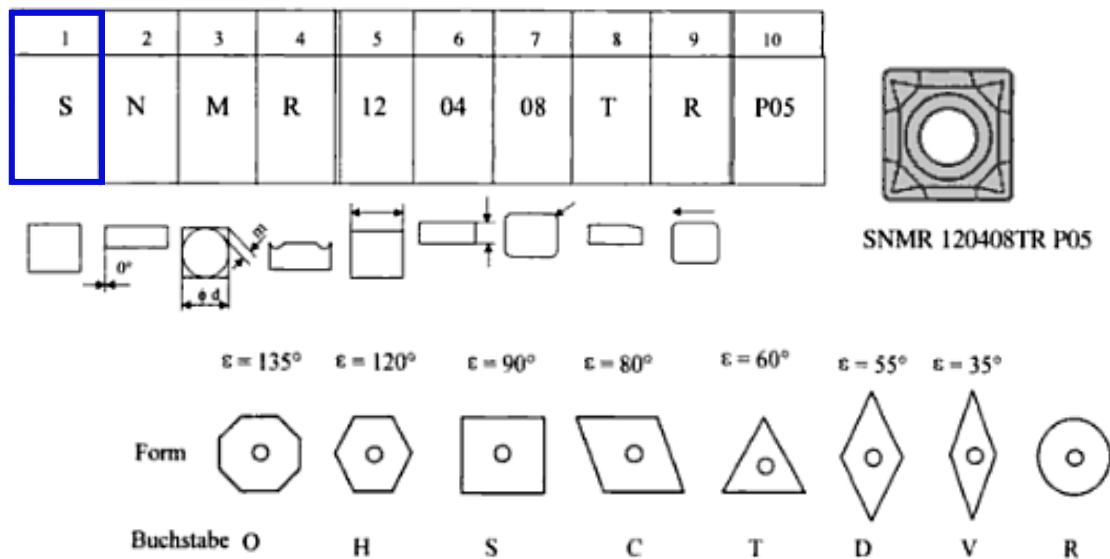 1 2 3 4 5 6 7 8 9 10
S N M R 12 04 08 T R P05
SNMR 120408TR P05
0° m
ϕ d
ε = 135° ε = 120° ε = 90° ε = 80° ε = 60° ε = 55° ε = 35°
Form
Buchstabe O H S C T D V R